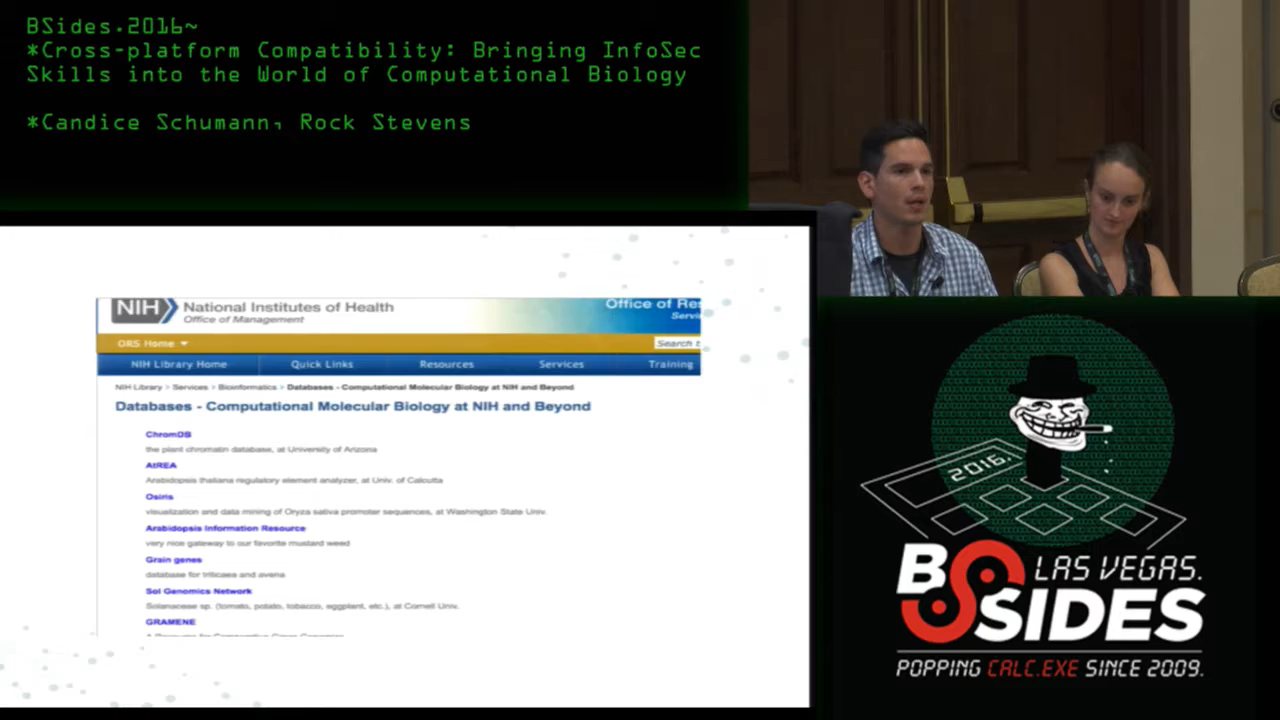 BSides.2016~
*Cross-platform Compatibility: Bringing InfoSec
Skills into the World of Computational Biology
*Candice Schumann, Rock Stevens
NIH National Institutes of Health
Office of Management
Office of Res
Servi
ORS Home
Search t
NIH Library Home Quick Links Resources Services Training
NIH Library > Services > Bioinformatics > Databases - Computational Molecular Biology at NIH and Beyond
Databases - Computational Molecular Biology at NIH and Beyond
ChromDB
the plant chromatin database, at University of Arizona
AtREA
Arabidopsis thaliana regulatory element analyzer, at Univ. of Calcutta
Osiris
visualization and data mining of Oryza sativa promoter sequences, at Washington State Univ.
Arabidopsis Information Resource
very nice gateway to our favorite mustard weed
Grain genes
database for triticaea and avena
Sol Genomics Network
Solanaceae sp. (tomato, potato, tobacco, eggplant, etc.), at Cornell Univ.
GRAMENE
2016.
BSIDES LAS VEGAS.
POPPING CALC.EXE SINCE 2009.